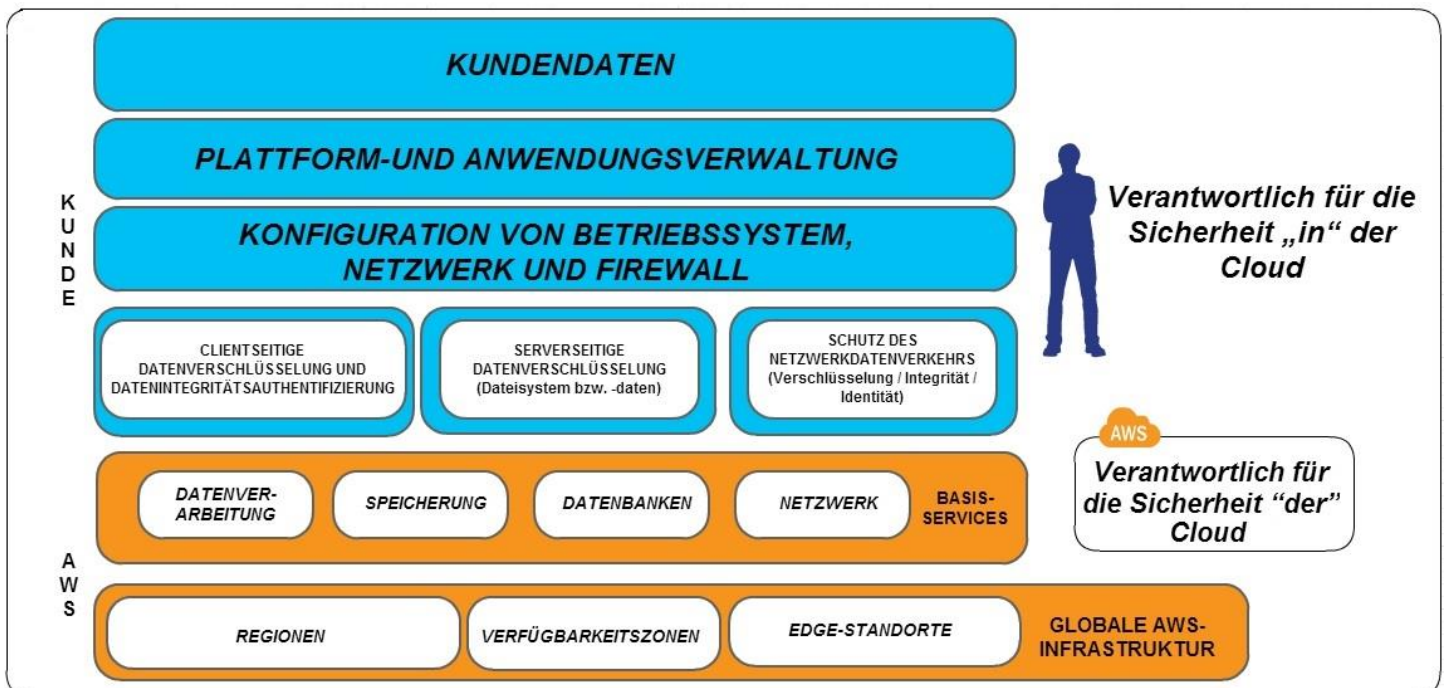 KUNDENDATEN
PLATTFORM-UND ANWENDUNGSVERWALTUNG
KUNDE
KONFIGURATION VON BETRIEBSSYSTEM,
NETZWERK UND FIREWALL
Verantwortlich für die
Sicherheit „in“ der
Cloud
CLIENTSEITIGE
DATENVERSCHLÜSSELUNG UND
DATENINTEGRITÄTSAUTHENTIFIZIERUNG
SERVERSEITIGE
DATENVERSCHLÜSSELUNG
(Dateisystem bzw. -daten)
SCHUTZ DES
NETZWERKDATENVERKEHRS
(Verschlüsselung / Integrität /
Identität)
AWS
Verantwortlich für
die Sicherheit “der”
Cloud
DATENVER-
ARBEITUNG
SPEICHERUNG
DATENBANKEN
NETZWERK
BASIS-
SERVICES
AWS
REGIONEN
VERFÜGBARKEITSZONEN
EDGE-STANDORTE
GLOBALE AWS-
INFRASTRUKTUR